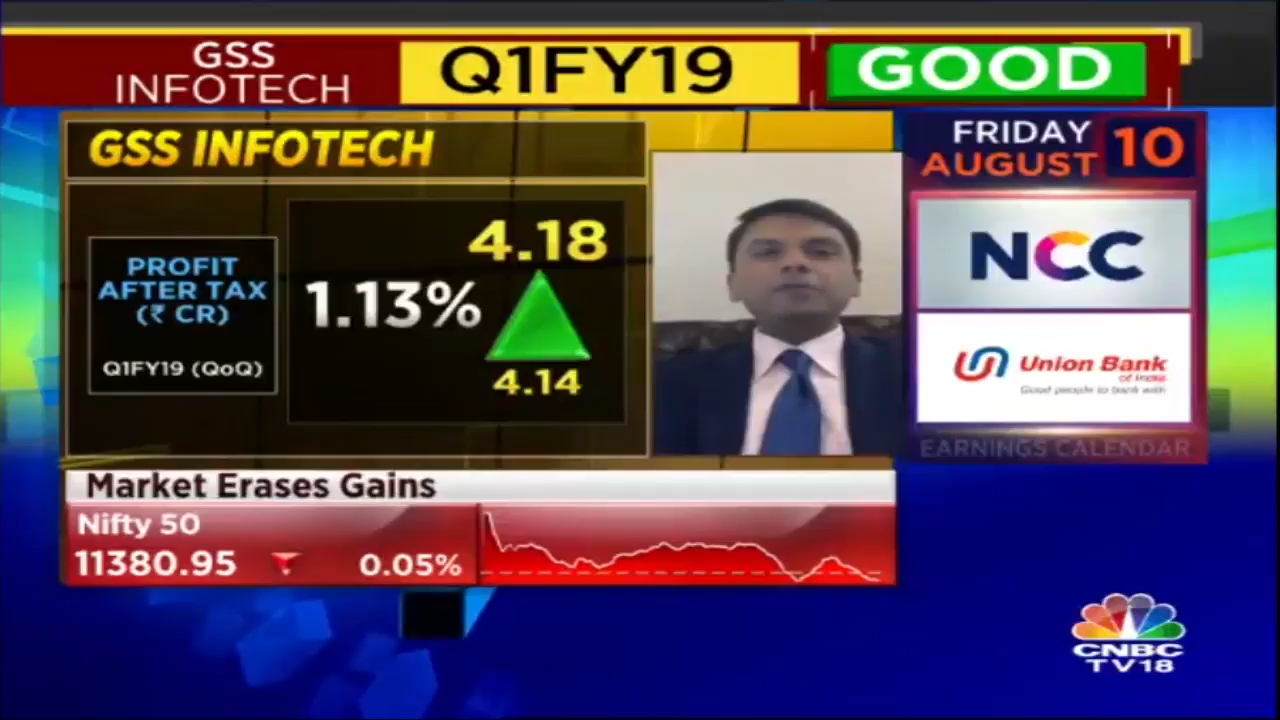 GSS
INFOTECH
Q1FY19
GOOD
GSS INFOTECH
PROFIT
AFTER TAX
(₹ CR)
Q1FY19 (QoQ)
1.13%
4.18
4.14
FRIDAY
AUGUST 10
NCC
Union Bank
of India
Good people to bank with
EARNINGS CALENDAR
Market Erases Gains
Nifty 50
11380.95 0.05%
CNBC
TV18